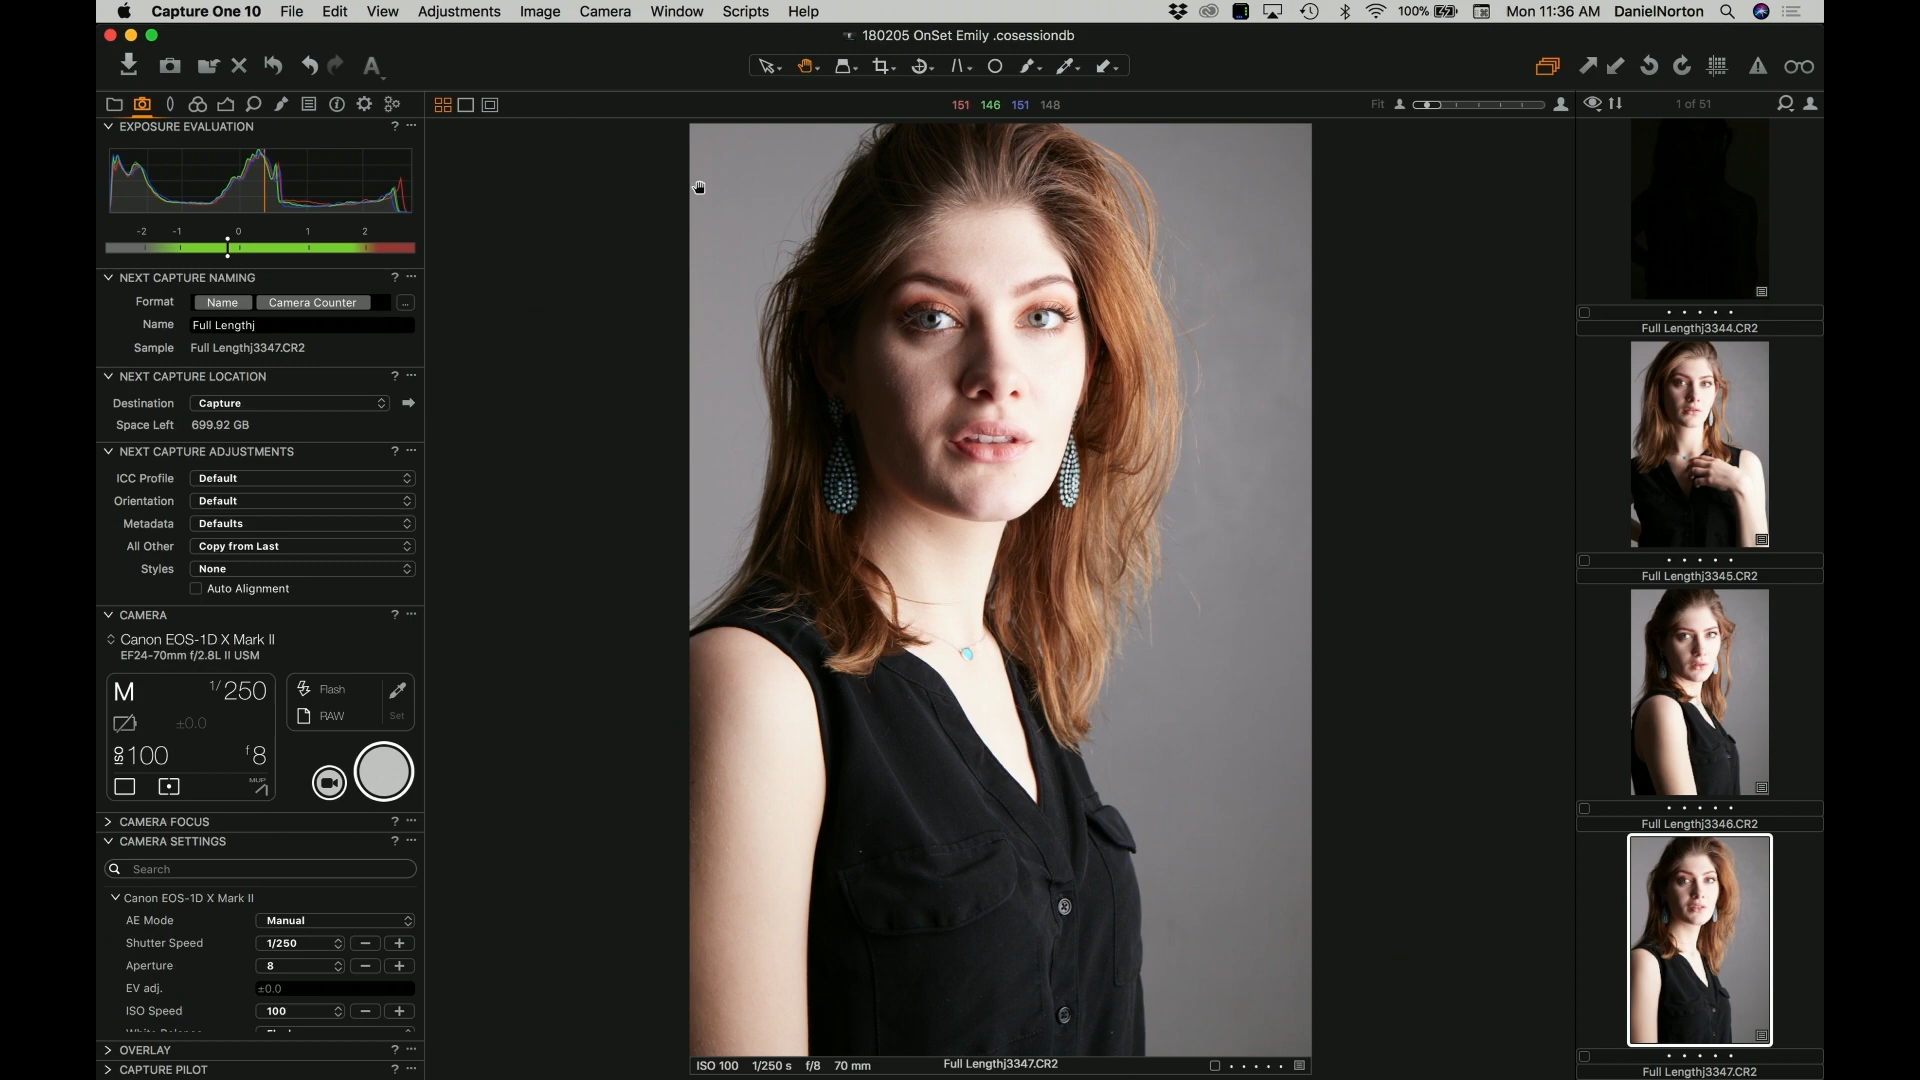 Capture One 10 File Edit View Adjustments Image Camera Window Scripts Help 100% Mon 11:36 AM DanielNorton
180205 OnSet Emily .cosessiondb
151 146 151 148 Fit 1 of 51
EXPOSURE EVALUATION ? ...
-2 -1 0 1 2
NEXT CAPTURE NAMING ? ...
Format Name Camera Counter ...
Name Full Lengthj
Sample Full Lengthj3347.CR2
NEXT CAPTURE LOCATION ? ...
Destination Capture
Space Left 699.92 GB
NEXT CAPTURE ADJUSTMENTS ? ...
ICC Profile Default
Orientation Default
Metadata Defaults
All Other Copy from Last
Styles None
Auto Alignment
CAMERA ? ...
Canon EOS-1D X Mark II
EF24-70mm f/2.8L II USM
M 1/250 Flash
±0.0 RAW Set
ISO 100 f 8
MUP
CAMERA FOCUS ? ...
CAMERA SETTINGS ? ...
Search
Canon EOS-1D X Mark II
AE Mode Manual
Shutter Speed 1/250 − +
Aperture 8 − +
EV adj. ±0.0
ISO Speed 100 − +
OVERLAY ? ...
CAPTURE PILOT ? ...
ISO 100 1/250 s f/8 70 mm Full Lengthj3347.CR2
Full Lengthj3344.CR2
Full Lengthj3345.CR2
Full Lengthj3346.CR2
Full Lengthj3347.CR2